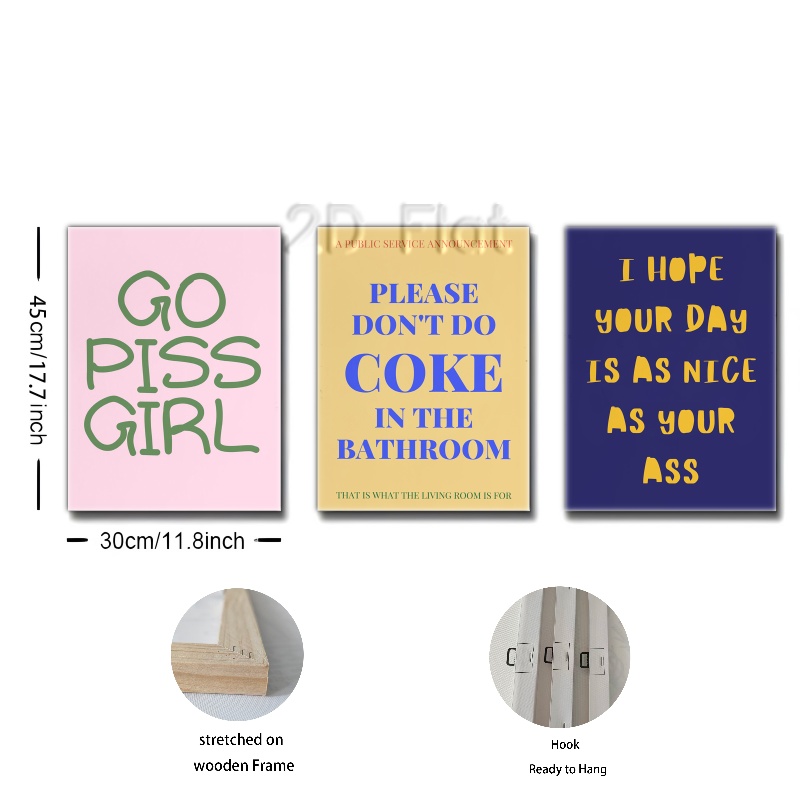 2D Flat
GO
PISS
GIRL
A PUBLIC SERVICE ANNOUNCEMENT
PLEASE
DON'T DO
COKE
IN THE
BATHROOM
THAT IS WHAT THE LIVING ROOM IS FOR
I HOPE
YOUR DAY
IS AS NICE
AS YOUR
ASS
45cm/17.7inch
30cm/11.8inch
stretched on
wooden Frame
Hook
Ready to Hang